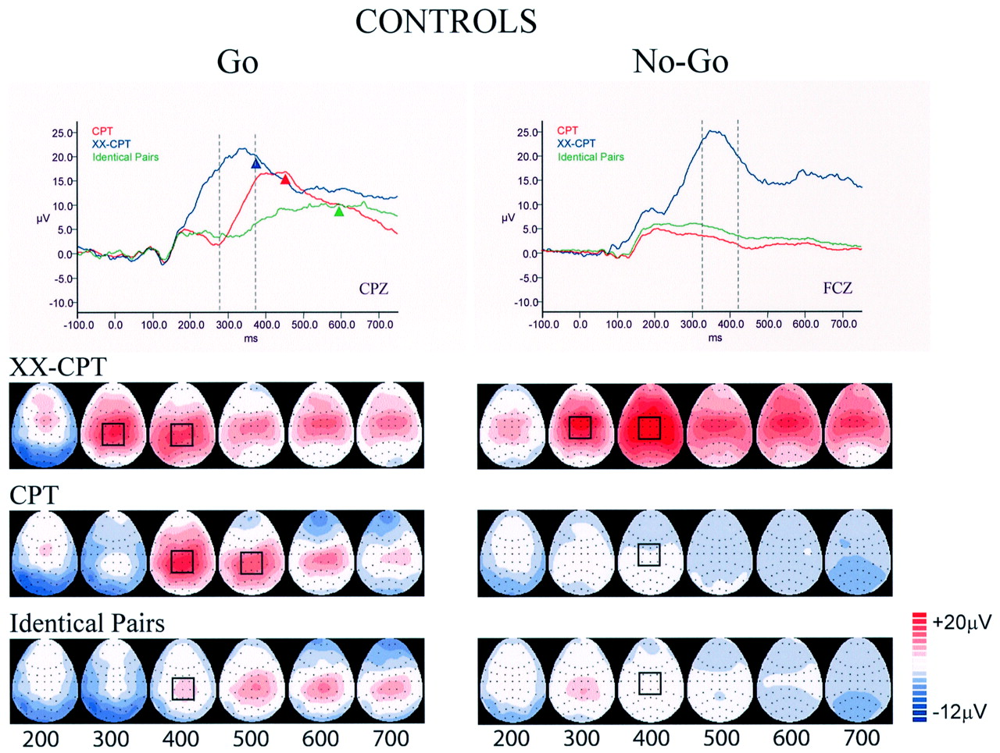 CONTROLS
Go
No-Go
CPT
XX-CPT
Identical Pairs
25.0
20.0
15.0
10.0
5.0
0.0
-5.0
-10.0
µV
CPZ
-100.0 0.0 100.0 200.0 300.0 400.0 500.0 600.0 700.0
ms
CPT
XX-CPT
Identical Pairs
25.0
20.0
15.0
10.0
5.0
0.0
-5.0
-10.0
µV
FCZ
-100.0 0.0 100.0 200.0 300.0 400.0 500.0 600.0 700.0
ms
XX-CPT
CPT
Identical Pairs
+20µV
-12µV
200 300 400 500 600 700
200 300 400 500 600 700